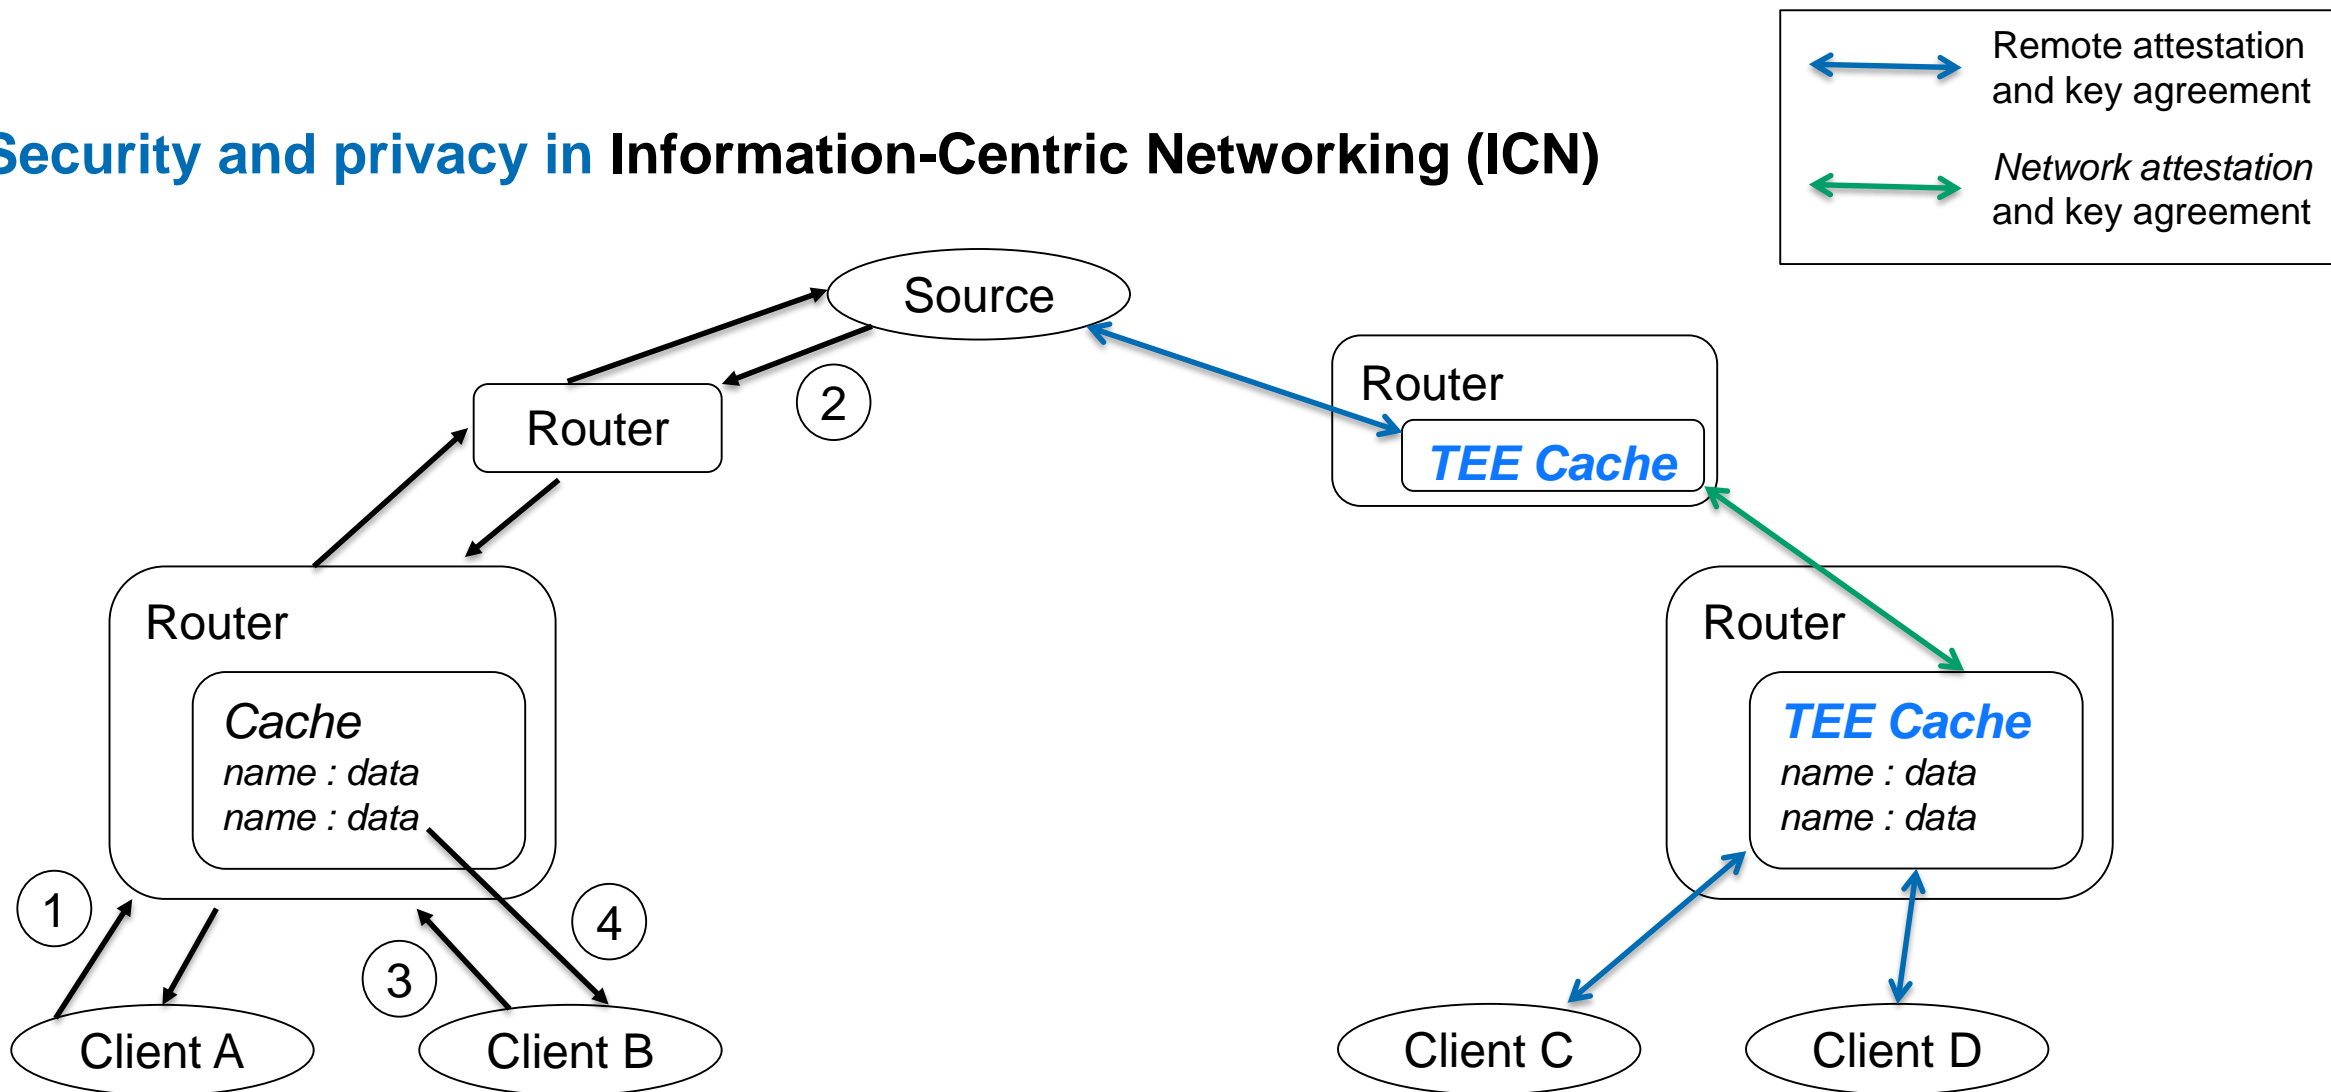 Remote attestation
and key agreement
Security and privacy in Information-Centric Networking (ICN)
Network attestation
and key agreement
Source
Router
2
Router
TEE Cache
Router
Cache
name : data
name : data
Router
TEE Cache
name : data
name : data
1
4
3
Client A
Client B
Client C
Client D